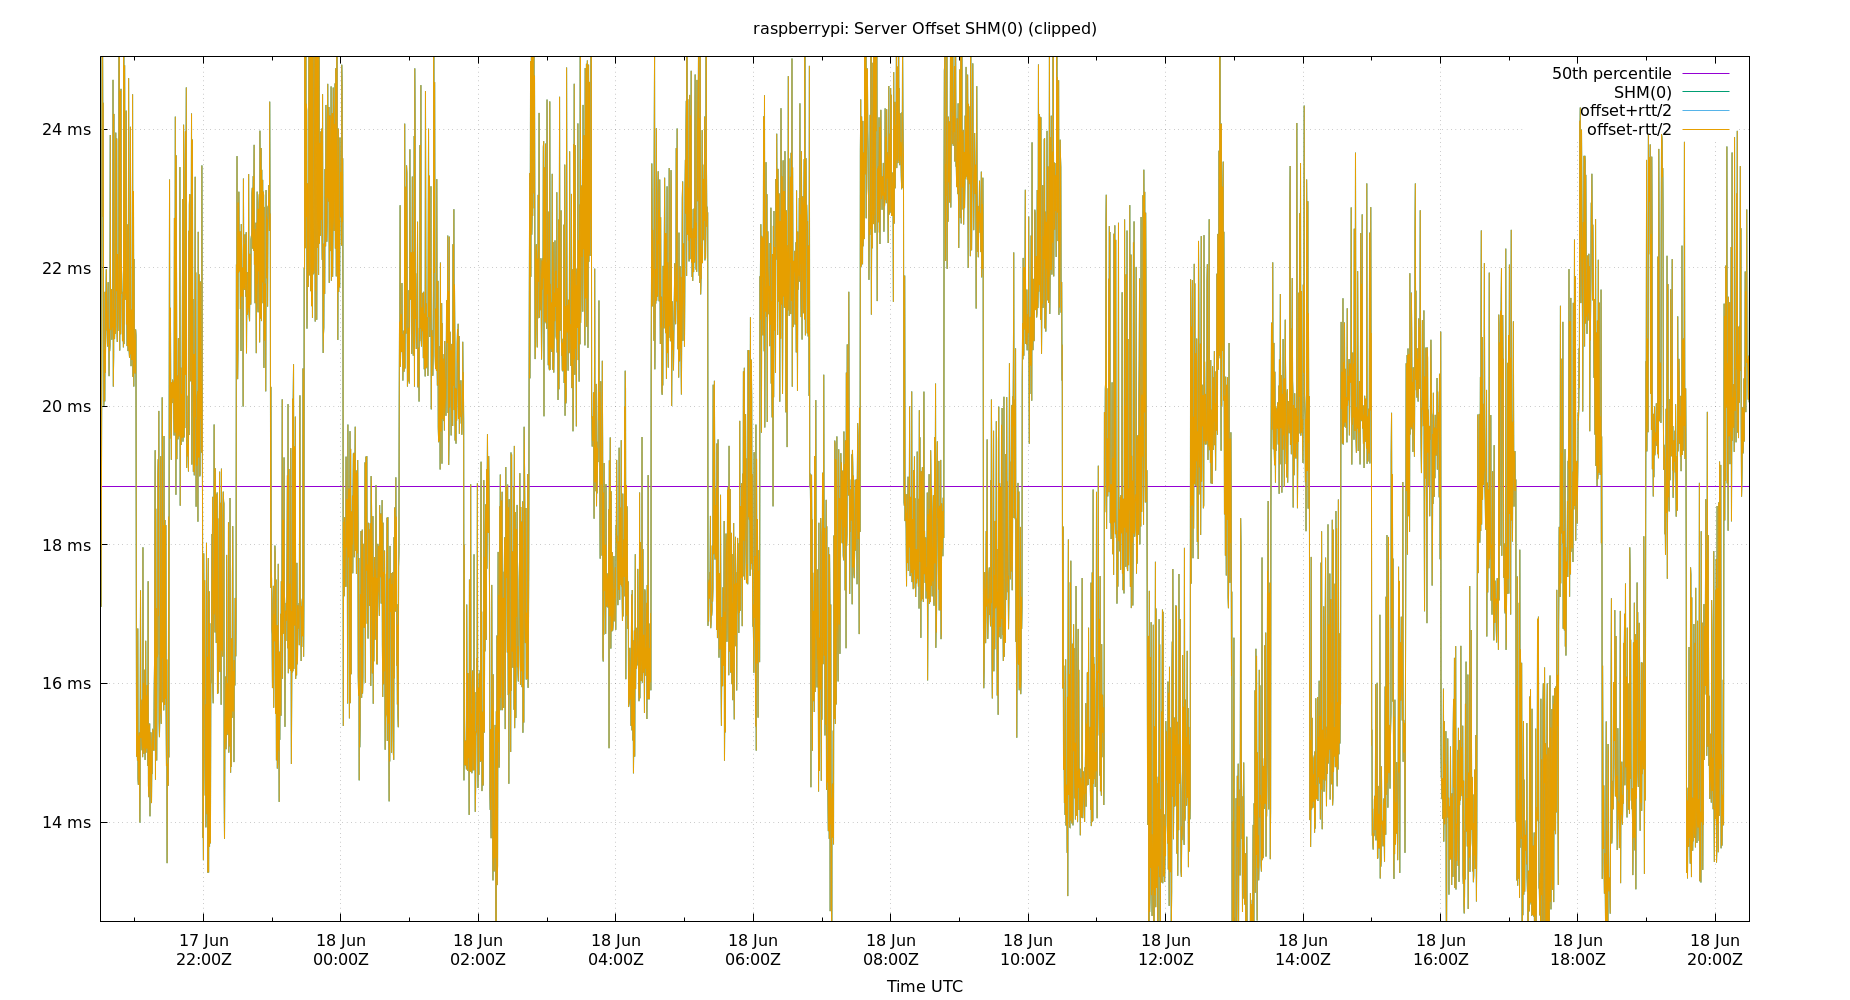 raspberrypi: Server Offset SHM(0) (clipped)
50th percentile
SHM(0)
offset+rtt/2
offset-rtt/2
24 ms
22 ms
20 ms
18 ms
16 ms
14 ms
17 Jun 18 Jun 18 Jun 18 Jun 18 Jun 18 Jun 18 Jun 18 Jun 18 Jun 18 Jun 18 Jun 18 Jun
22:00Z 00:00Z 02:00Z 04:00Z 06:00Z 08:00Z 10:00Z 12:00Z 14:00Z 16:00Z 18:00Z 20:00Z
Time UTC